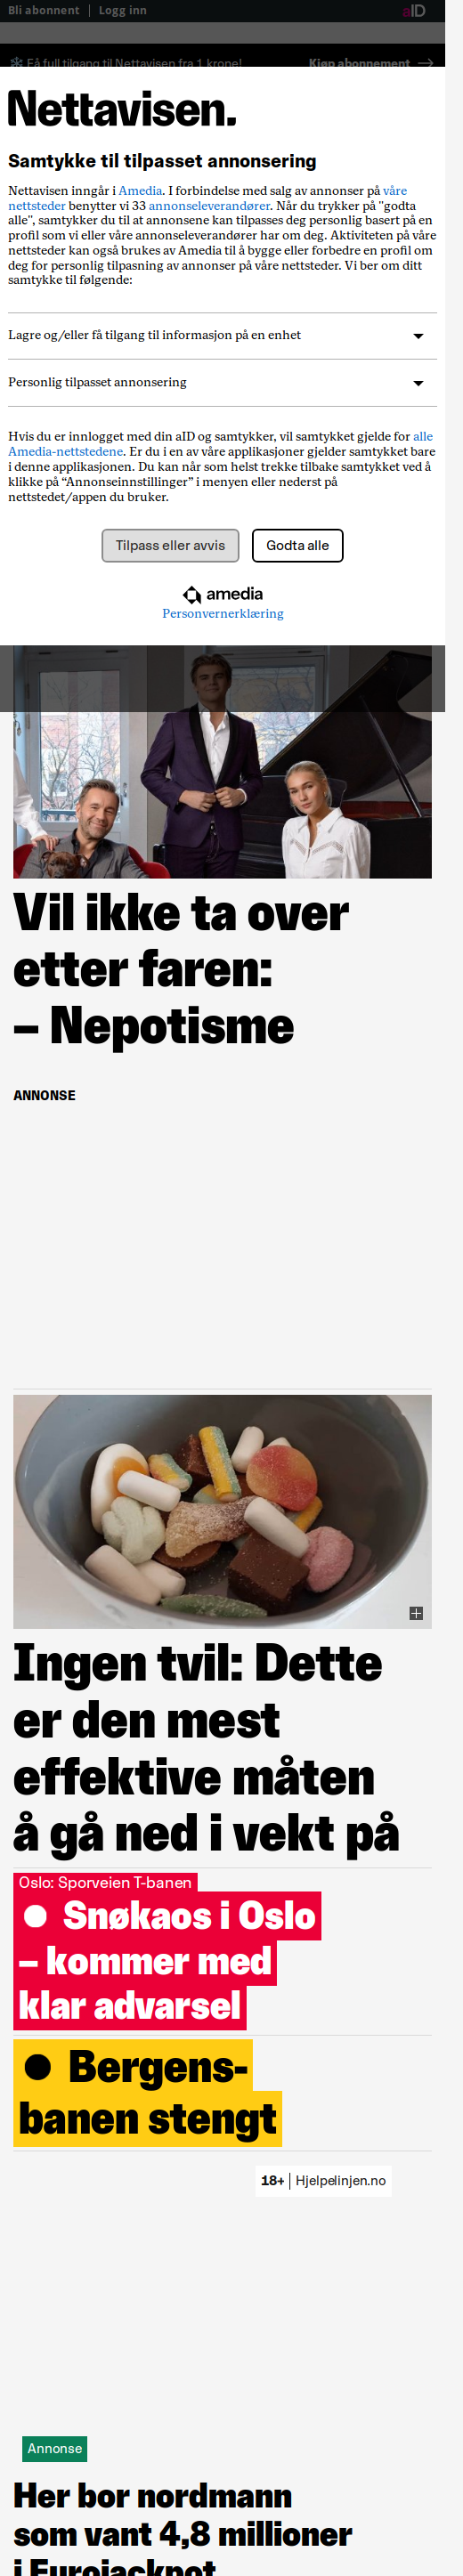 Bli abonnent | Logg inn
aID
Få full tilgang til Nettavisen fra 1 krone!
Kjøp abonnement →
Nettavisen.
Samtykke til tilpasset annonsering
Nettavisen inngår i Amedia. I forbindelse med salg av annonser på våre
nettsteder benytter vi 33 annonseleverandører. Når du trykker på "godta
alle", samtykker du til at annonsene kan tilpasses deg personlig basert på en
profil som vi eller våre annonseleverandører har om deg. Aktiviteten på våre
nettsteder kan også brukes av Amedia til å bygge eller forbedre en profil om
deg for personlig tilpasning av annonser på våre nettsteder. Vi ber om ditt
samtykke til følgende:
Lagre og/eller få tilgang til informasjon på en enhet
Personlig tilpasset annonsering
Hvis du er innlogget med din aID og samtykker, vil samtykket gjelde for alle
Amedia-nettstedene. Er du i en av våre applikasjoner gjelder samtykket bare
i denne applikasjonen. Du kan når som helst trekke tilbake samtykket ved å
klikke på “Annonseinnstillinger” i menyen eller nederst på
nettstedet/appen du bruker.
Tilpass eller avvis
Godta alle
amedia
Personvernerklæring
Vil ikke ta over
etter faren:
– Nepotisme
ANNONSE
Ingen tvil: Dette
er den mest
effektive måten
å gå ned i vekt på
Oslo: Sporveien T-banen
● Snøkaos i Oslo
– kommer med
klar advarsel
● Bergens-
banen stengt
18+ | Hjelpelinjen.no
Annonse
Her bor nordmann
som vant 4,8 millioner
i Eurojackpot